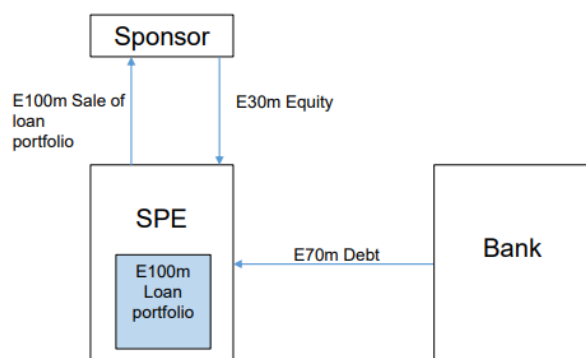 Sponsor
E100m Sale of
loan
portfolio
E30m Equity
SPE
E100m
Loan
portfolio
E70m Debt
Bank